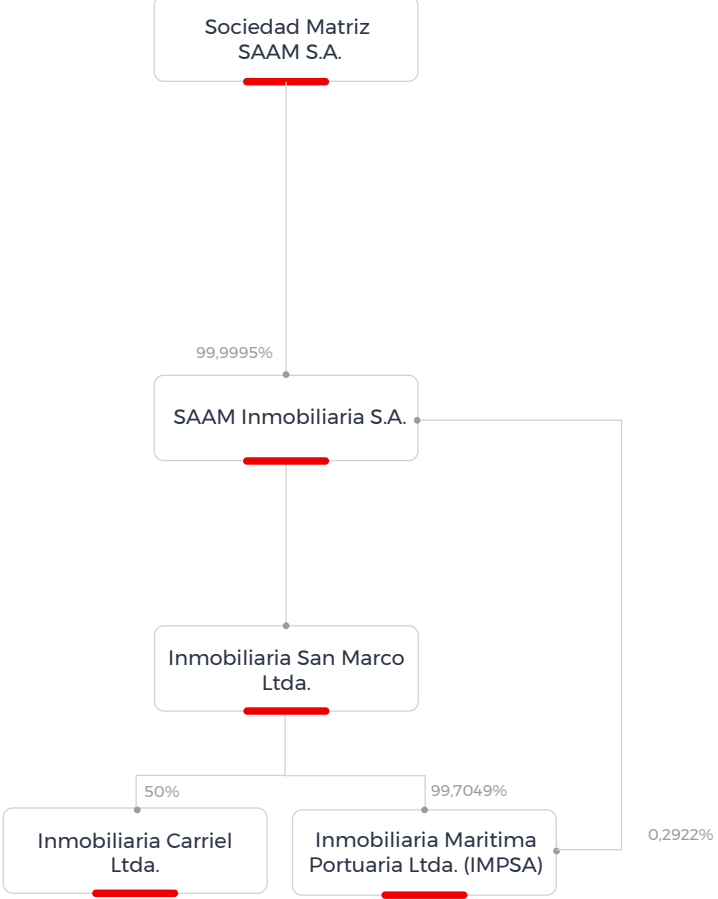 Sociedad Matriz
SAAM S.A.
99,9995%
SAAM Inmobiliaria S.A.
Inmobiliaria San Marco
Ltda.
50%
99,7049%
0,2922%
Inmobiliaria Carriel
Ltda.
Inmobiliaria Maritima
Portuaria Ltda. (IMPSA)